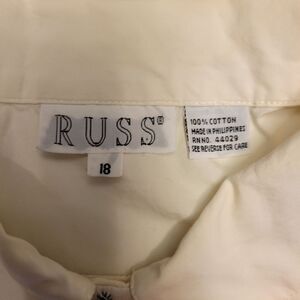 RUSS®
18
100% COTTON
MADE IN PHILIPPINES
RN NO. 44029
SEE REVERSE FOR CARE